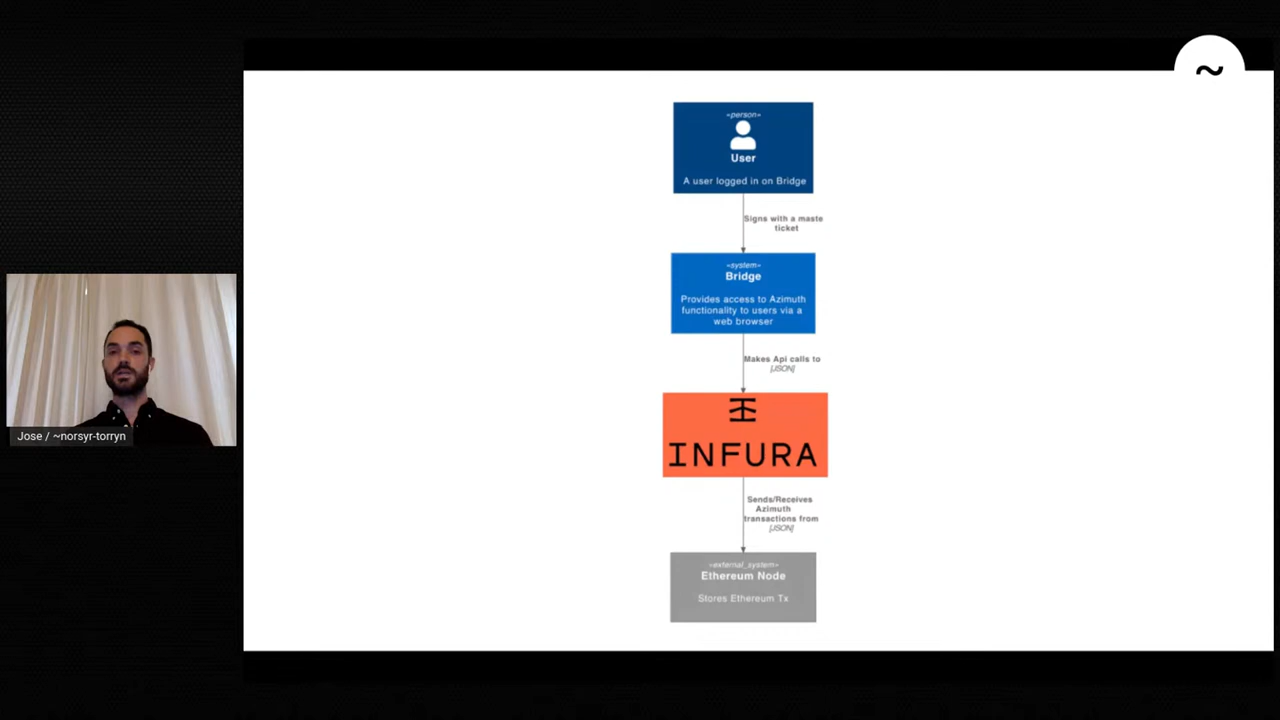 ~
«person»
User
A user logged in on Bridge
Signs with a maste
ticket
«system»
Bridge
Provides access to Azimuth
functionality to users via a
web browser
Makes Api calls to
[JSON]
INFURA
Sends/Receives
Azimuth
transactions from
[JSON]
«external_system»
Ethereum Node
Stores Ethereum Tx
Jose / ~norsyr-torryn